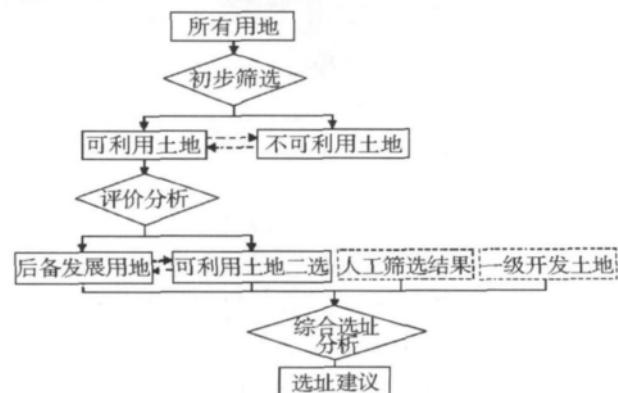 所有用地
初步筛选
可利用土地
不可利用土地
评价分析
后备发展用地
可利用土地二选
人工筛选结果
一级开发土地
综合选址
分析
选址建议